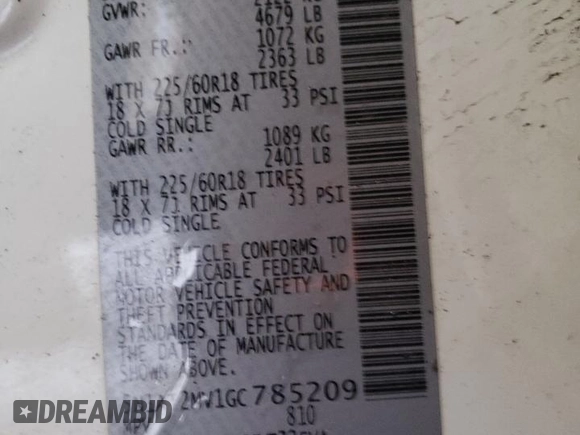 GVWR:
4679 LB
GAWR FR.: 1072 KG
2363 LB
WITH 225/60R18 TIRES
18 X 7J RIMS AT 33 PSI
COLD SINGLE
GAWR RR.: 1089 KG
2401 LB
WITH 225/60R18 TIRES
18 X 7J RIMS AT 33 PSI
COLD SINGLE
THIS VEHICLE CONFORMS TO
ALL APPLICABLE FEDERAL
MOTOR VEHICLE SAFETY AND
THEFT PREVENTION
STANDARDS IN EFFECT ON
THE DATE OF MANUFACTURE
SHOWN ABOVE.
2MV1GC785209
810
DREAMBID